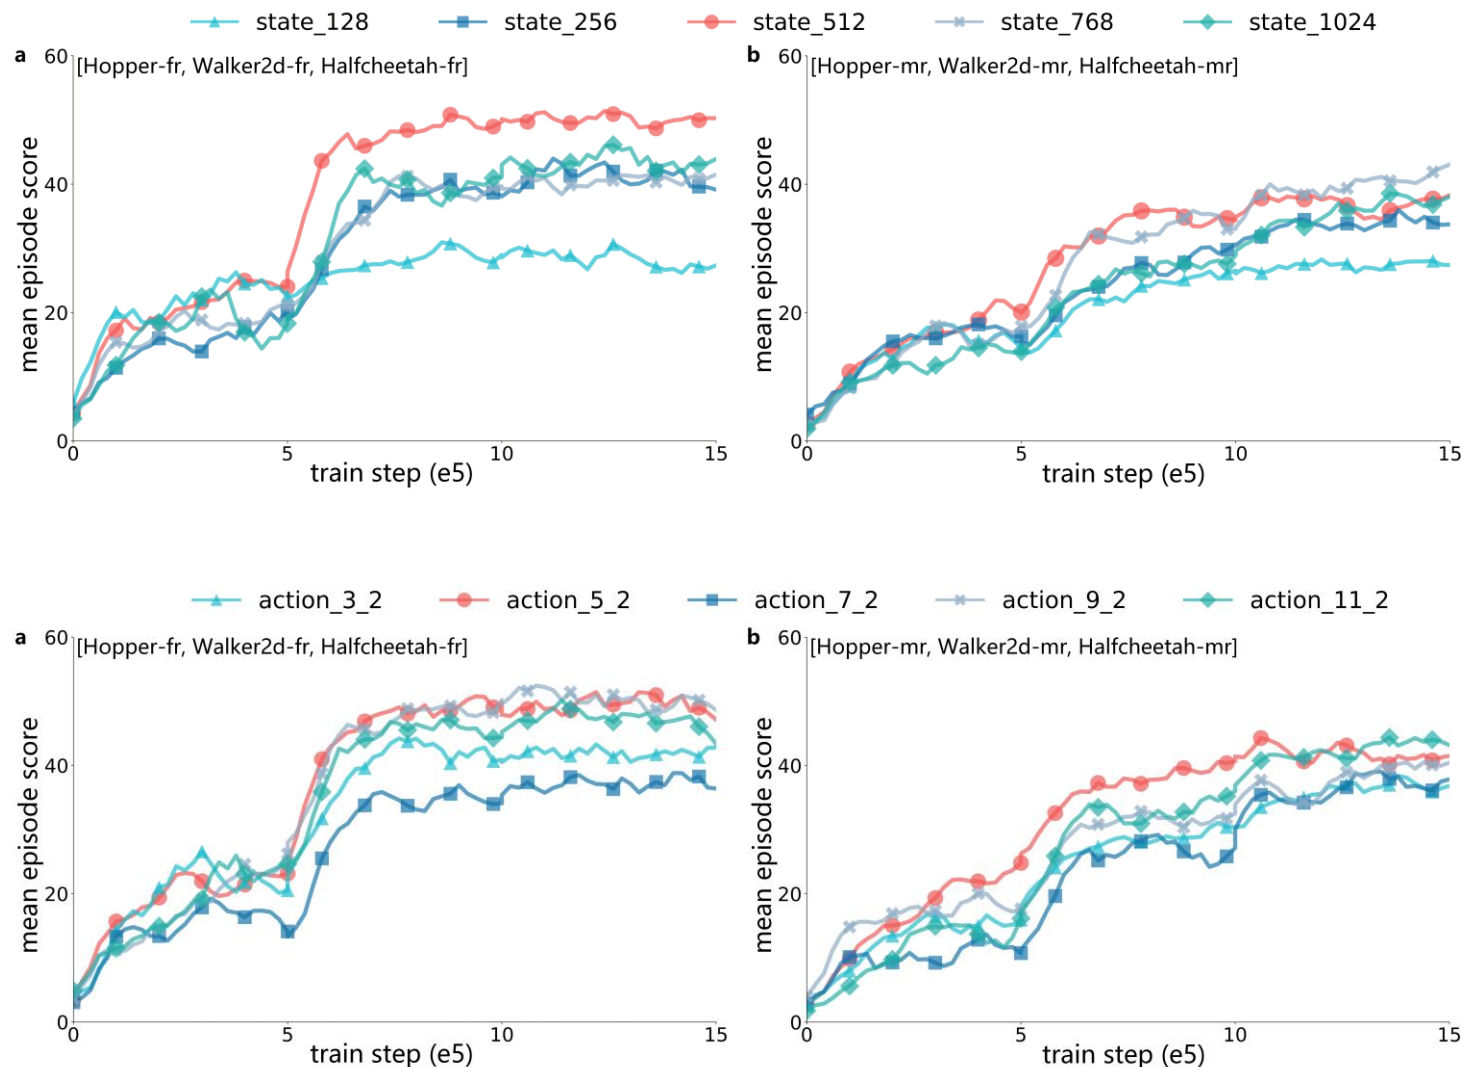 state_128 state_256 state_512 state_768 state_1024
a b
[Hopper-fr, Walker2d-fr, Halfcheetah-fr] [Hopper-mr, Walker2d-mr, Halfcheetah-mr]
60 60
40 40
20 20
0 0
mean episode score mean episode score
0 5 10 15 0 5 10 15
train step (e5) train step (e5)
action_3_2 action_5_2 action_7_2 action_9_2 action_11_2
a b
[Hopper-fr, Walker2d-fr, Halfcheetah-fr] [Hopper-mr, Walker2d-mr, Halfcheetah-mr]
60 60
40 40
20 20
0 0
mean episode score mean episode score
0 5 10 15 0 5 10 15
train step (e5) train step (e5)